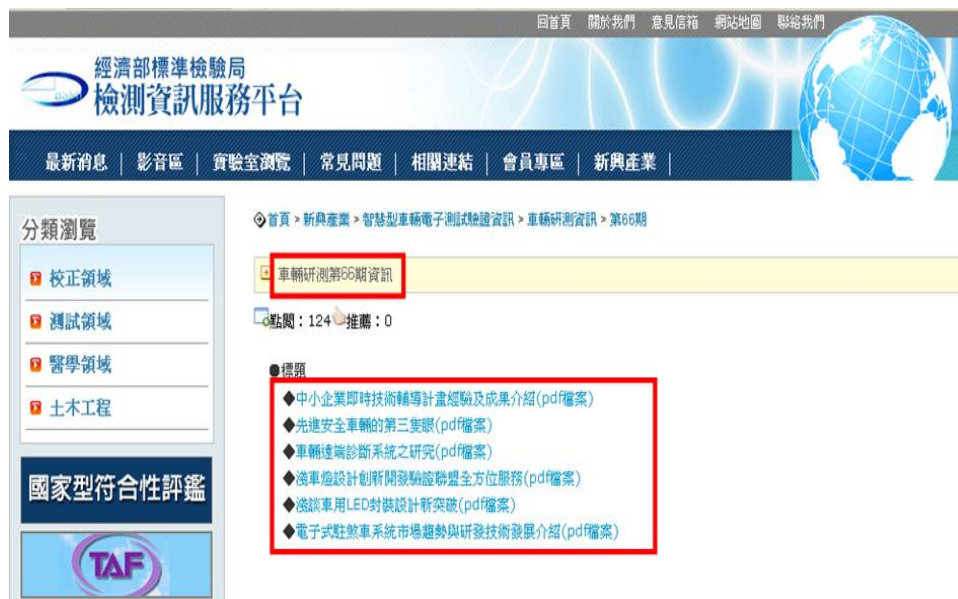 回首頁 關於我們 意見信箱 網站地圖 聯絡我們
經濟部標準檢驗局
檢測資訊服務平台
最新消息 | 影音區 | 實驗室瀏覽 | 常見問題 | 相關連結 | 會員專區 | 新興產業 |
分類瀏覽
校正領域
測試領域
醫學領域
土木工程
國家型符合性評鑑
TAF
首頁 » 新興產業 » 智慧型車輛電子測試驗證資訊 » 車輛研測資訊 » 第66期
車輛研測第66期資訊
點閱:124 推薦:0
●標題
◆中小企業即時技術輔導計畫經驗及成果介紹(pdf檔案)
◆先進安全車輛的第三隻眼(pdf檔案)
◆車輛遠端診斷系統之研究(pdf檔案)
◆淺車燈設計創新開發驗證聯盟全方位服務(pdf檔案)
◆淺談車用LED封裝設計新突破(pdf檔案)
◆電子式駐煞車系統市場趨勢與研發技術發展介紹(pdf檔案)